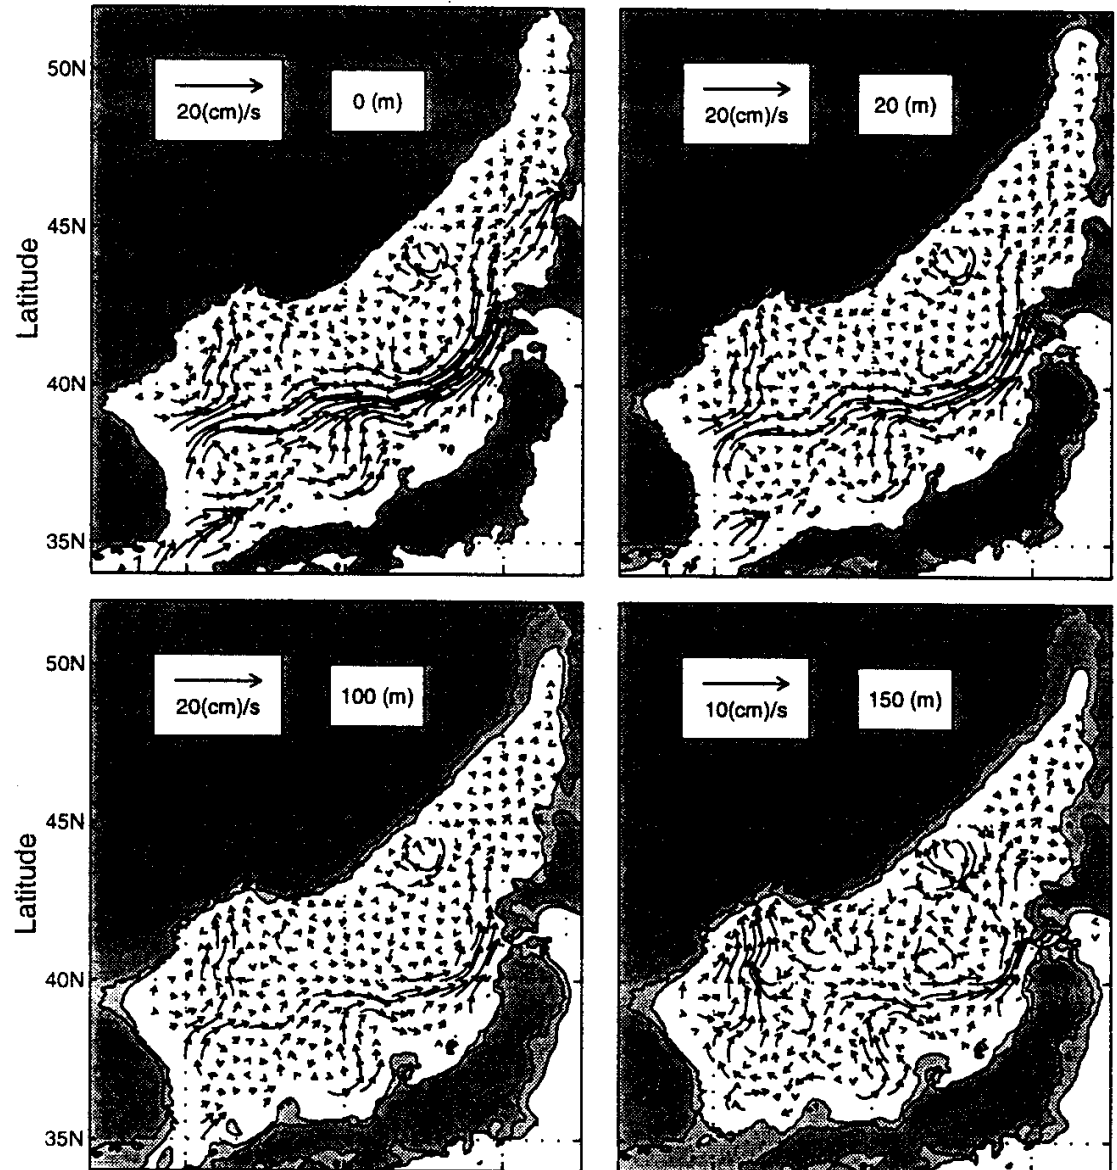 50N
20(cm)/s
0 (m)
20(cm)/s
20 (m)
45N
Latitude
40N
35N
50N
20(cm)/s
100 (m)
10(cm)/s
150 (m)
45N
Latitude
40N
35N